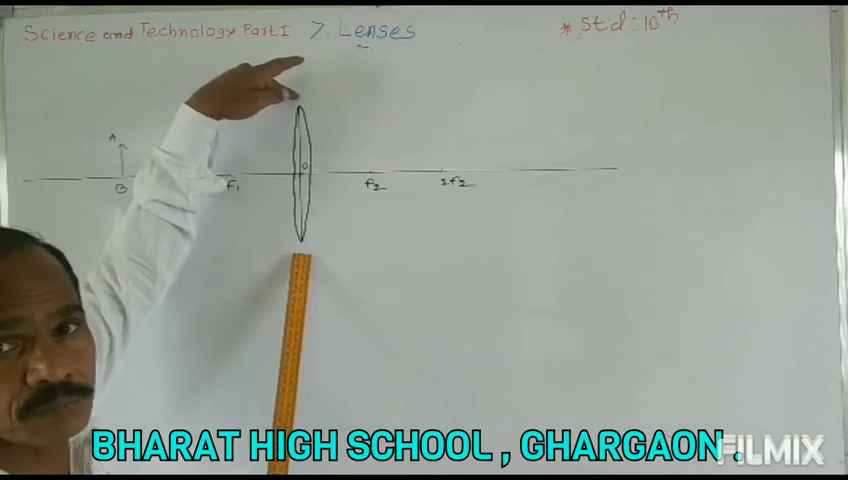 Science and Technology Part I 7. Lenses * Std : 10th
A
O
B F1 F2 2F2
BHARAT HIGH SCHOOL , GHARGAON .
FILMIX